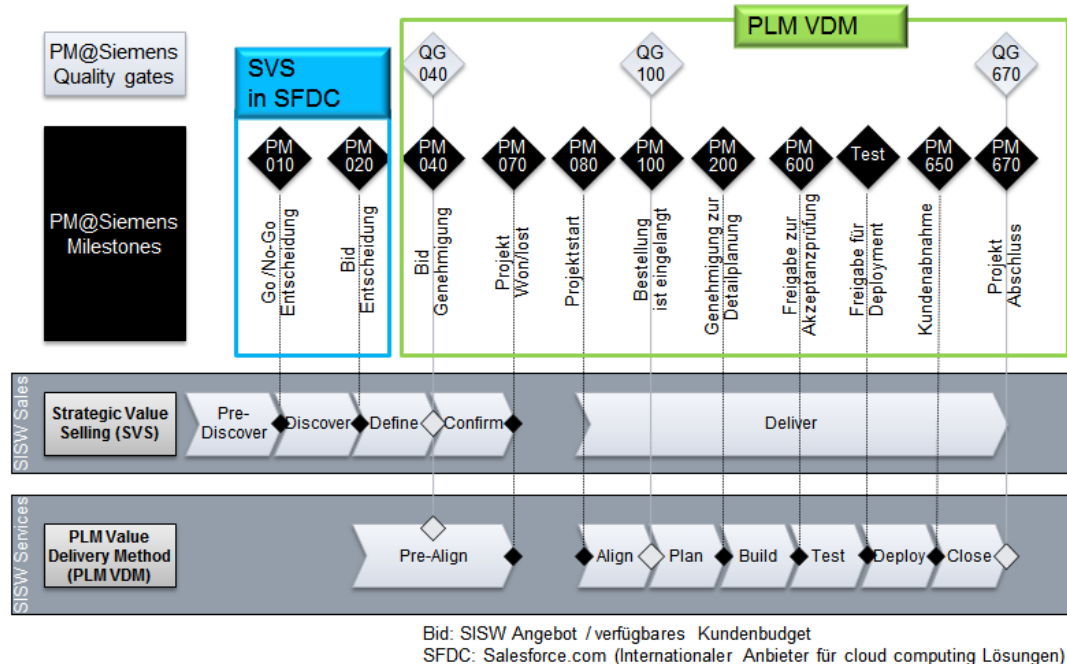 PLM VDM
PM@Siemens
Quality gates
SVS
in SFDC
QG
040
QG
100
QG
670
PM@Siemens
Milestones
PM
010
PM
020
PM
040
PM
070
PM
080
PM
100
PM
200
PM
600
Test
PM
650
PM
670
Go /No-Go
Entscheidung
Bid
Entscheidung
Bid
Genehmigung
Projekt
Won/lost
Projektstart
Bestellung
ist eingelangt
Genehmigung zur
Detailplanung
Freigabe zur
Akzeptanzprüfung
Freigabe für
Deployment
Kundenabnahme
Projekt
Abschluss
SISW Sales
Strategic Value
Selling (SVS)
Pre-
Discover
Discover
Define
Confirm
Deliver
SISW Services
PLM Value
Delivery Method
(PLM VDM)
Pre-Align
Align
Plan
Build
Test
Deploy
Close
Bid: SISW Angebot / verfügbares Kundenbudget
SFDC: Salesforce.com (Internationaler Anbieter für cloud computing Lösungen)